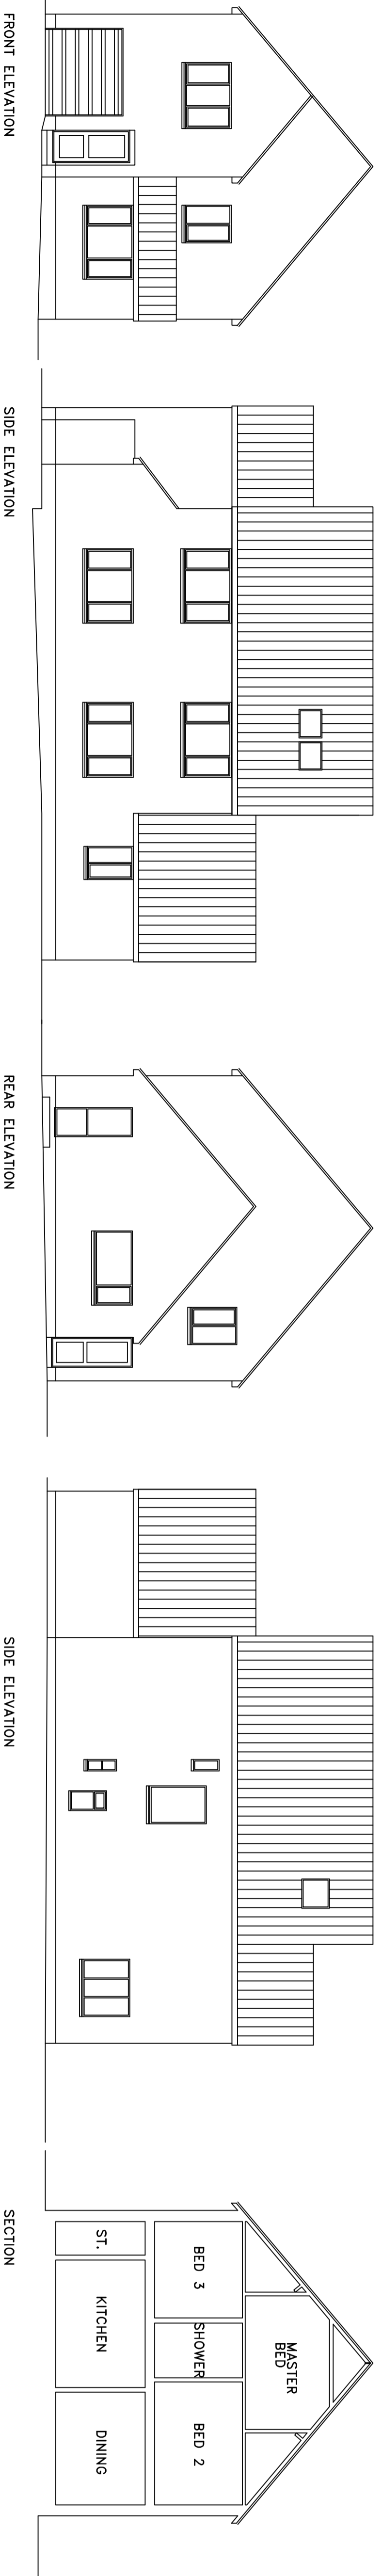 FRONT ELEVATION
SIDE ELEVATION
REAR ELEVATION
SIDE ELEVATION
SECTION
MASTER
BED
BED 3
SHOWER
BED 2
ST.
KITCHEN
DINING